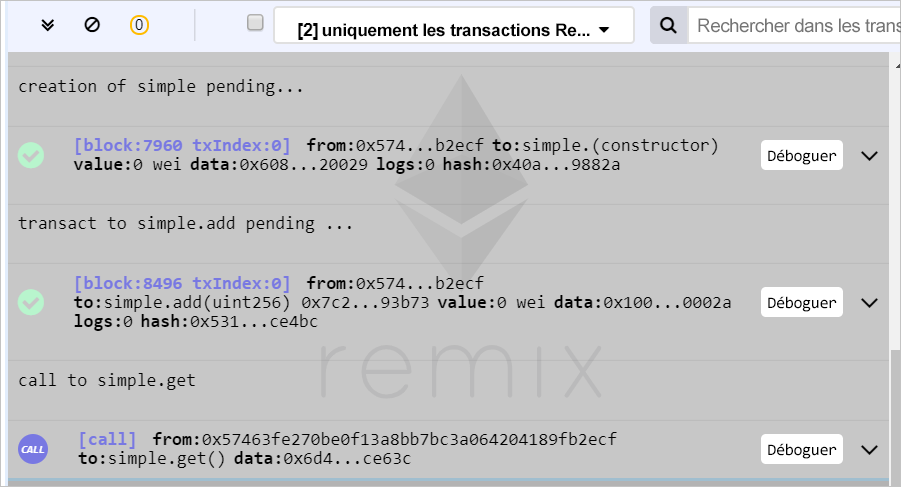 0
[2] uniquement les transactions Re...
Rechercher dans les trans
creation of simple pending...
[block:7960 txIndex:0] from:0x574...b2ecf to:simple.(constructor)
value:0 wei data:0x608...20029 logs:0 hash:0x40a...9882a
Déboguer
transact to simple.add pending ...
[block:8496 txIndex:0] from:0x574...b2ecf
to:simple.add(uint256) 0x7c2...93b73 value:0 wei data:0x100...0002a
logs:0 hash:0x531...ce4bc
Déboguer
remix
call to simple.get
CALL
[call] from:0x57463fe270be0f13a8bb7bc3a064204189fb2ecf
to:simple.get() data:0x6d4...ce63c
Déboguer